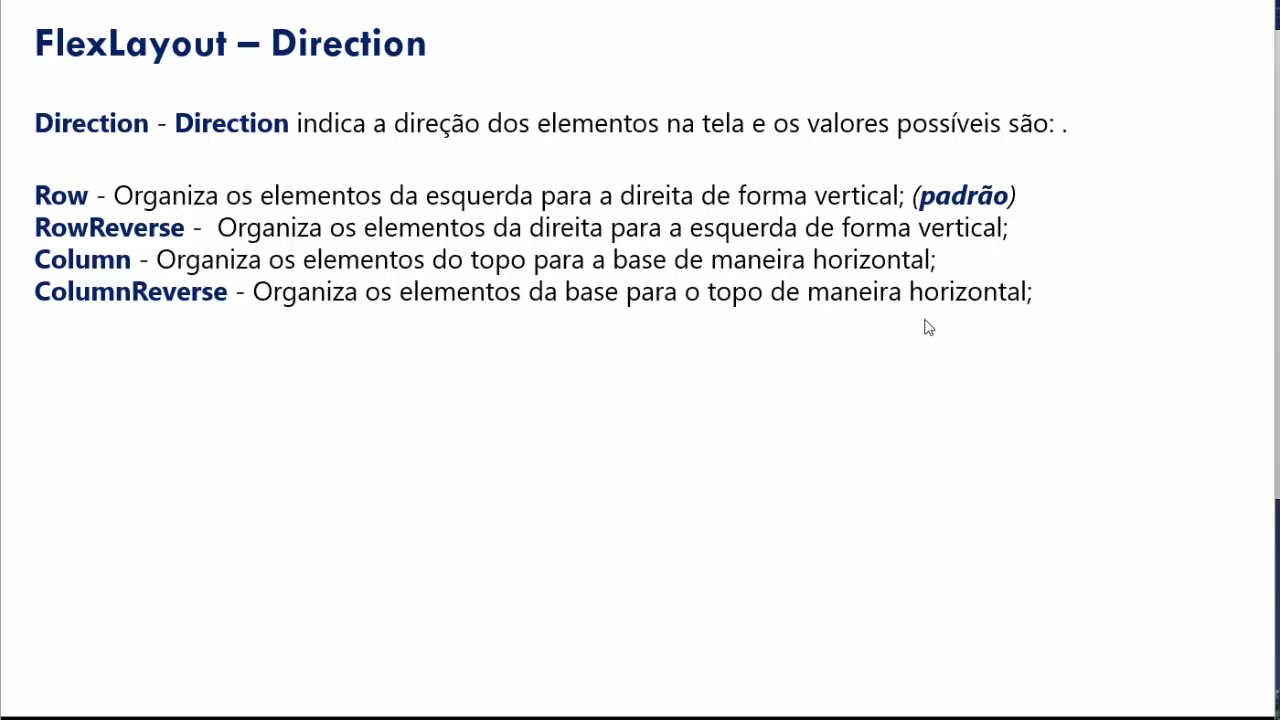 FlexLayout – Direction
Direction - Direction indica a direção dos elementos na tela e os valores possíveis são: .
Row - Organiza os elementos da esquerda para a direita de forma vertical; (padrão)
RowReverse -  Organiza os elementos da direita para a esquerda de forma vertical;
Column - Organiza os elementos do topo para a base de maneira horizontal;
ColumnReverse - Organiza os elementos da base para o topo de maneira horizontal;